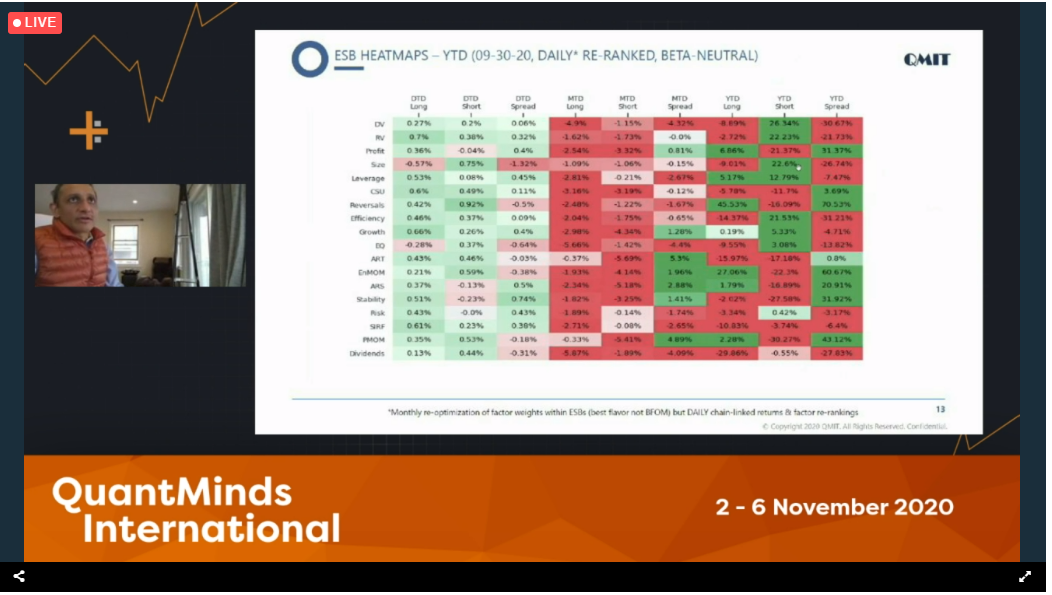 LIVE
ESB HEATMAPS – YTD (09-30-20, DAILY* RE-RANKED, BETA-NEUTRAL)
QMIT
DTD Long DTD Short DTD Spread MTD Long MTD Short MTD Spread YTD Long YTD Short YTD Spread
DV 0.27% 0.2% 0.06% -4.9% -1.15% -4.32% -8.69% 26.34% -30.67%
RV 0.7% 0.38% 0.32% -1.62% -1.73% -0.0% -2.72% 22.23% -21.73%
Profit 0.36% -0.04% 0.4% -2.54% -3.32% 0.81% 6.86% -21.37% 31.37%
Size -0.57% 0.75% -1.32% -1.09% -1.06% -0.15% -9.61% 22.6% -26.74%
Leverage 0.53% 0.08% 0.45% -2.81% -0.21% -2.67% 5.17% 12.79% -7.47%
CSU 0.6% 0.49% 0.11% -3.16% -3.19% -0.12% -5.78% -11.7% 3.69%
Reversals 0.42% 0.92% -0.5% -2.48% -1.22% -1.67% 45.53% -16.09% 70.53%
Efficiency 0.46% 0.37% 0.09% -2.04% -1.75% -0.65% -14.37% 21.53% -31.21%
Growth 0.66% 0.26% 0.4% -2.98% -4.34% 1.28% 0.19% 5.33% -4.71%
EQ -0.28% 0.37% -0.64% -5.66% -1.42% -4.4% -9.55% 3.08% -13.82%
ART 0.43% 0.46% -0.03% -0.37% -5.69% 5.3% -15.97% -17.18% 0.8%
EnMOM 0.21% 0.59% -0.38% -1.93% -4.14% 1.96% 27.06% -22.3% 60.67%
ARS 0.37% -0.13% 0.5% -2.34% -5.18% 2.88% 1.79% -16.89% 20.91%
Stability 0.51% -0.23% 0.74% -1.82% -3.25% 1.41% -2.62% -27.58% 31.92%
Risk 0.43% -0.0% 0.43% -1.89% -0.14% -1.74% -3.34% 0.42% -3.17%
SIRF 0.61% 0.23% 0.38% -2.71% -0.08% -2.65% -10.83% -3.74% -6.4%
PMOM 0.35% 0.53% -0.18% -0.33% -5.41% 4.89% 2.28% -30.27% 43.12%
Dividends 0.13% 0.44% -0.31% -5.87% -1.89% -4.09% -29.86% -0.55% -27.83%
*Monthly re-optimization of factor weights within ESBs (best flavor not BFOM) but DAILY chain-linked returns & factor re-rankings
13
© Copyright 2020 QMIT. All Rights Reserved. Confidential.
QuantMinds
International
2 - 6 November 2020